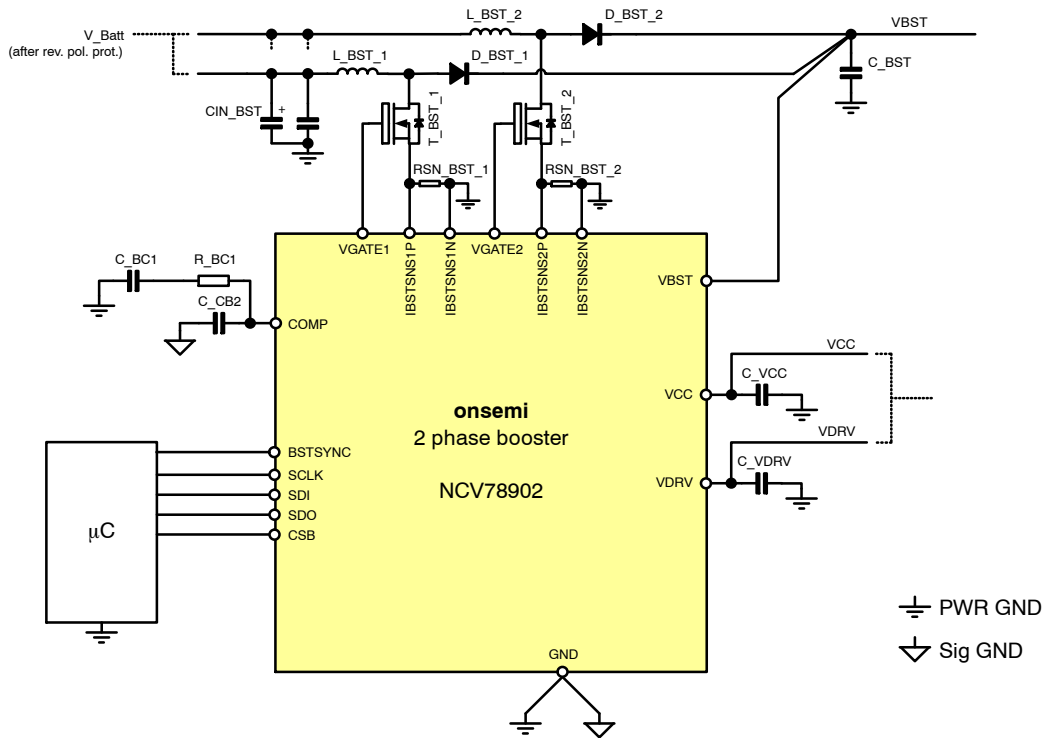 L_BST_2
D_BST_2
V_Batt
(after rev. pol. prot.)
VBST
L_BST_1
D_BST_1
C_BST
CIN_BST
+
T_BST_1
T_BST_2
RSN_BST_1
RSN_BST_2
VGATE1
IBSTSNS1P
IBSTSNS1N
VGATE2
IBSTSNS2P
IBSTSNS2N
C_BC1
R_BC1
VBST
C_CB2
COMP
VCC
C_VCC
VCC
onsemi
2 phase booster
NCV78902
VDRV
C_VDRV
VDRV
BSTSYNC
SCLK
SDI
SDO
CSB
μC
PWR GND
Sig GND
GND